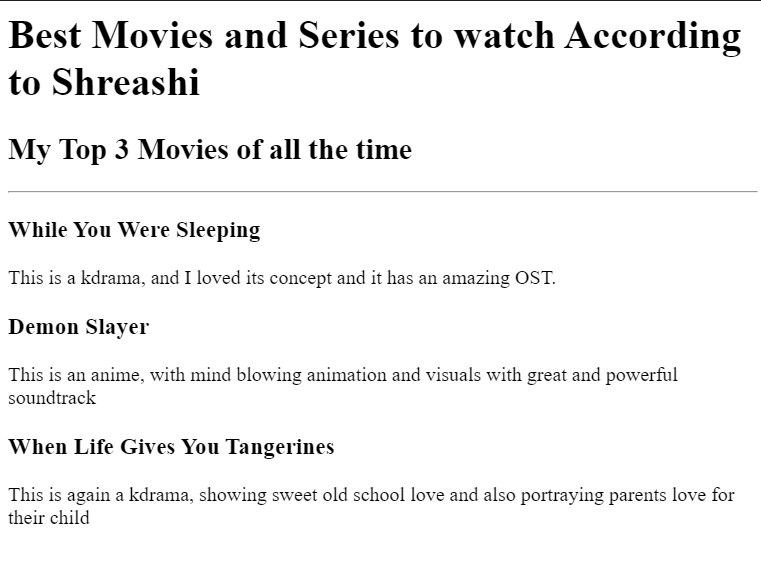 Best Movies and Series to watch According
to Shreashi
My Top 3 Movies of all the time
While You Were Sleeping
This is a kdrama, and I loved its concept and it has an amazing OST.
Demon Slayer
This is an anime, with mind blowing animation and visuals with great and powerful
soundtrack
When Life Gives You Tangerines
This is again a kdrama, showing sweet old school love and also portraying parents love for
their child